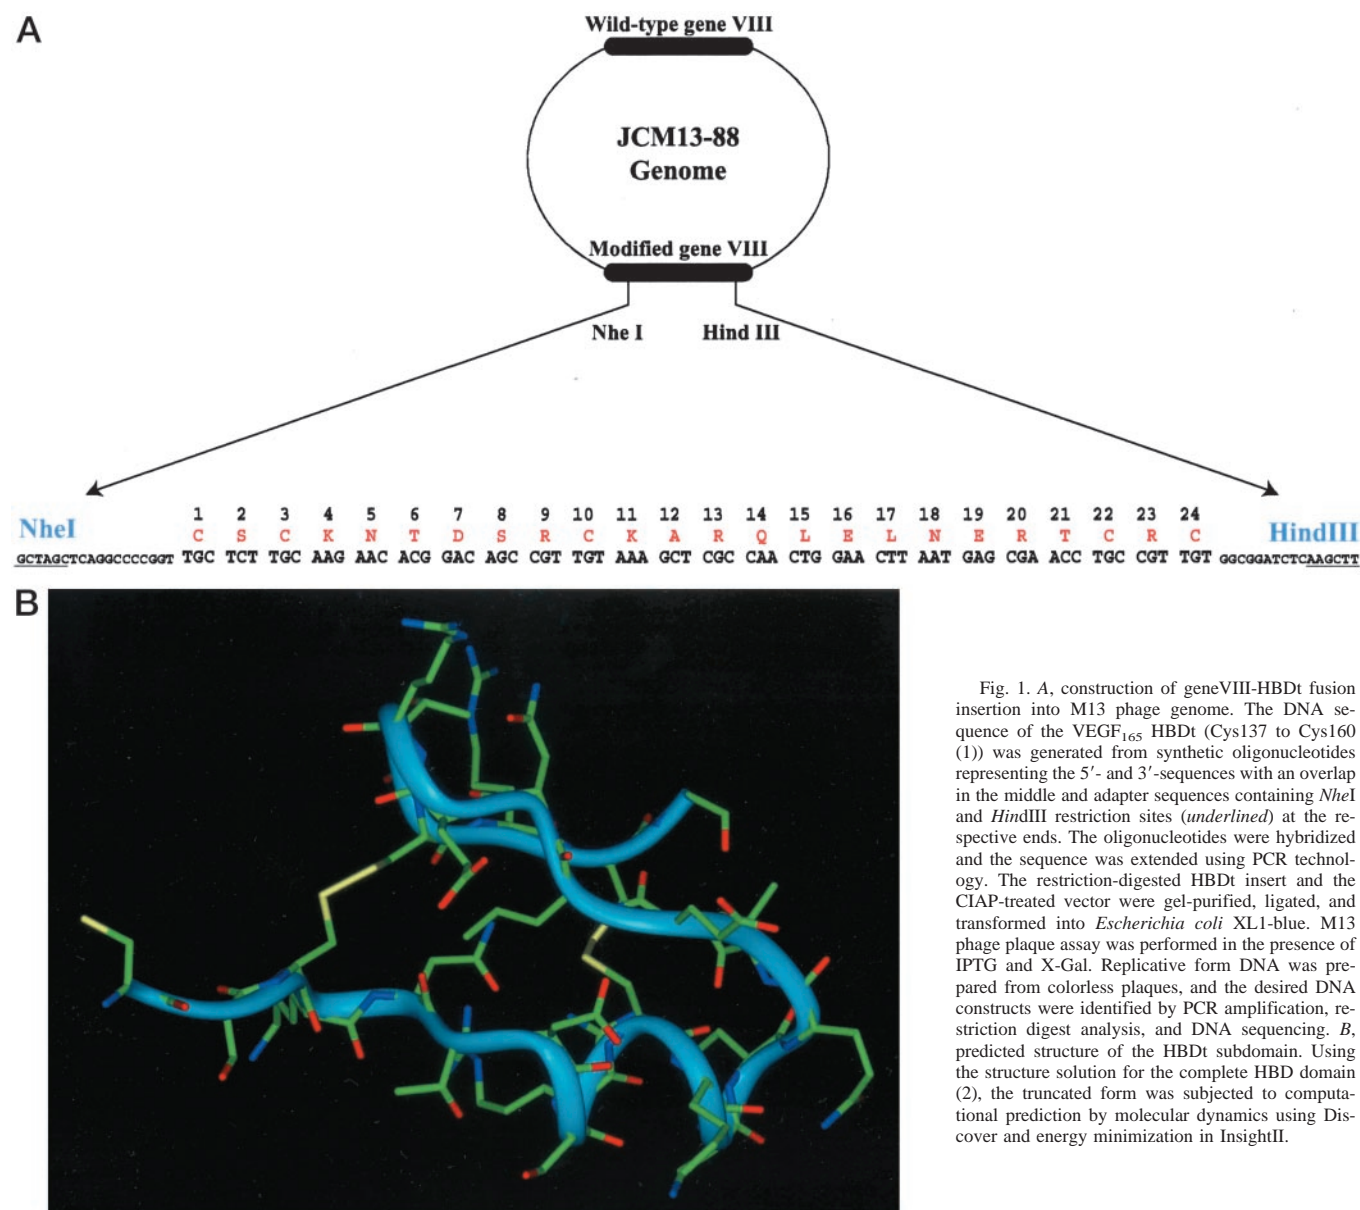 A
Wild-type gene VIII
JCM13-88
Genome
Modified gene VIII
Nhe I Hind III
1 2 3 4 5 6 7 8 9 10 11 12 13 14 15 16 17 18 19 20 21 22 23 24
NheI C S C K N T D S R C K A R Q L E L N E R T C R C HindIII
GCTAGCTCAGGCCCCGGT TGC TCT TGC AAG AAC ACG GAC AGC CGT TGT AAA GCT CGC CAA CTG GAA CTT AAT GAG CGA ACC TGC CGT TGT GGCGGATCTCAAGCTT
B
Fig. 1. A, construction of geneVIII-HBDt fusion
insertion into M13 phage genome. The DNA se-
quence of the VEGF165 HBDt (Cys137 to Cys160
(1)) was generated from synthetic oligonucleotides
representing the 5′- and 3′-sequences with an overlap
in the middle and adapter sequences containing NheI
and HindIII restriction sites (underlined) at the re-
spective ends. The oligonucleotides were hybridized
and the sequence was extended using PCR technol-
ogy. The restriction-digested HBDt insert and the
CIAP-treated vector were gel-purified, ligated, and
transformed into Escherichia coli XL1-blue. M13
phage plaque assay was performed in the presence of
IPTG and X-Gal. Replicative form DNA was pre-
pared from colorless plaques, and the desired DNA
constructs were identified by PCR amplification, re-
striction digest analysis, and DNA sequencing. B,
predicted structure of the HBDt subdomain. Using
the structure solution for the complete HBD domain
(2), the truncated form was subjected to computa-
tional prediction by molecular dynamics using Dis-
cover and energy minimization in InsightII.